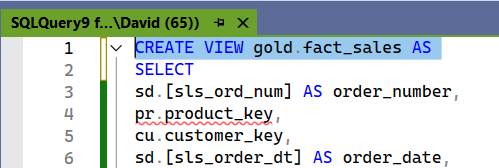 SQLQuery9 f...\David (65))
1 CREATE VIEW gold.fact_sales AS
2 SELECT
3 sd.[sls_ord_num] AS order_number,
4 pr.product_key,
5 cu.customer_key,
6 sd.[sls_order_dt] AS order_date,